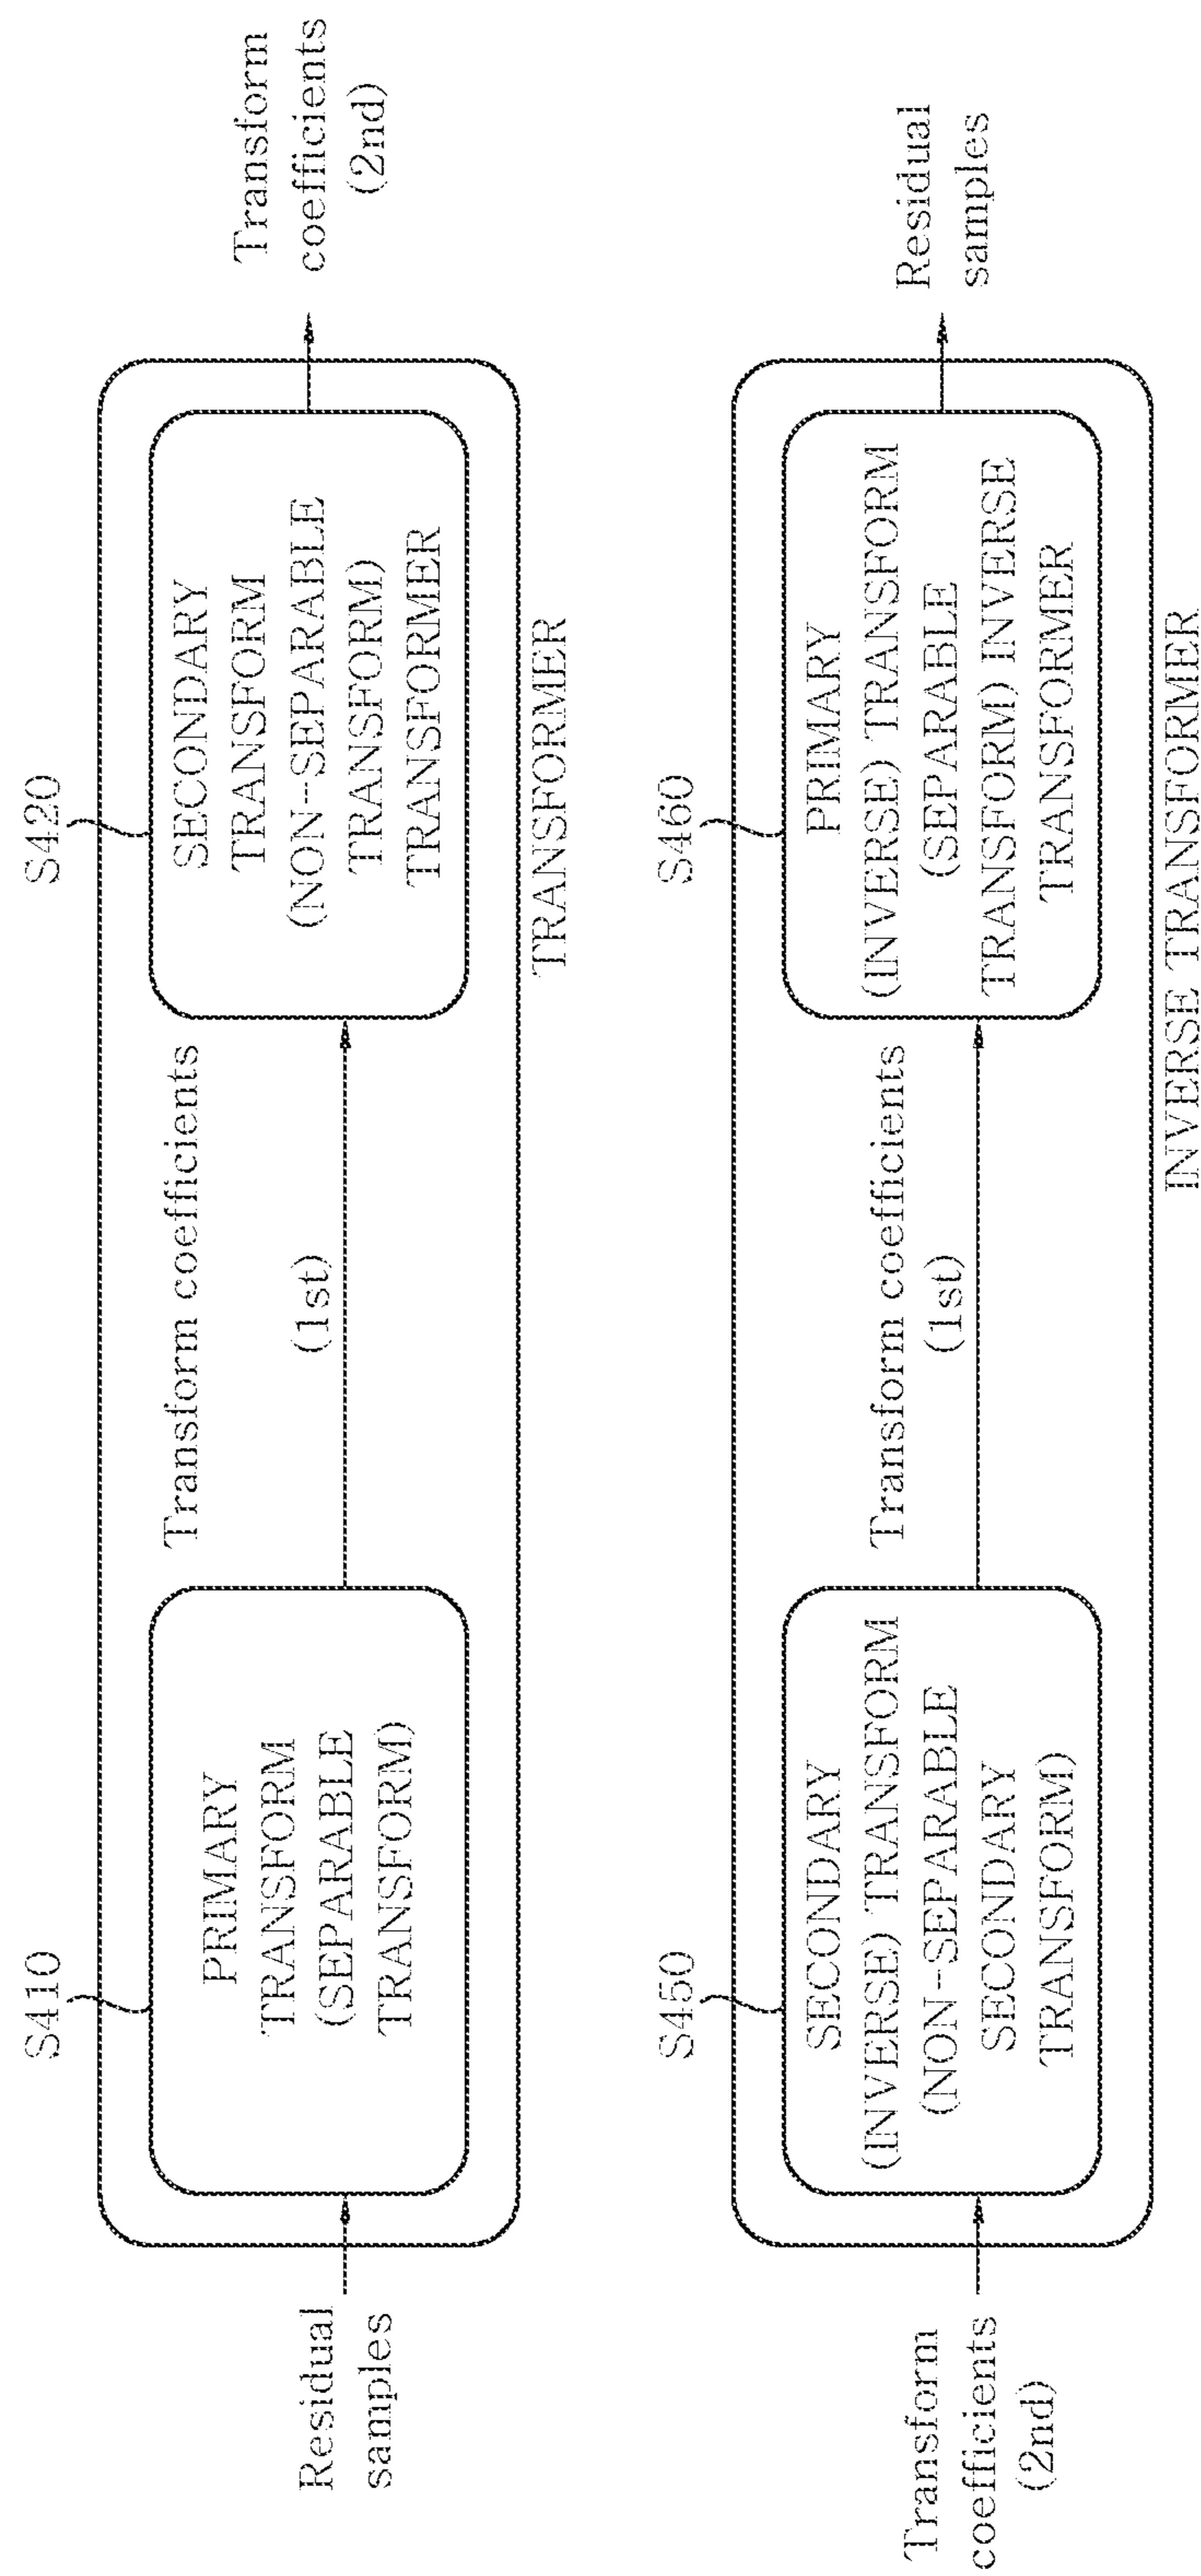 S410
S420
Residual
samples
PRIMARY
TRANSFORM
(SEPARABLE
TRANSFORM)
Transform coefficients
(1st)
SECONDARY
TRANSFORM
(NON-SEPARABLE
TRANSFORM)
TRANSFORMER
Transform
coefficients
(2nd)
TRANSFORMER
S450
S460
Transform
coefficients
(2nd)
SECONDARY
(INVERSE) TRANSFORM
(NON-SEPARABLE
SECONDARY
TRANSFORM)
Transform coefficients
(1st)
PRIMARY
(INVERSE) TRANSFORM
(SEPARABLE
TRANSFORM) INVERSE
TRANSFORMER
Residual
samples
INVERSE TRANSFORMER